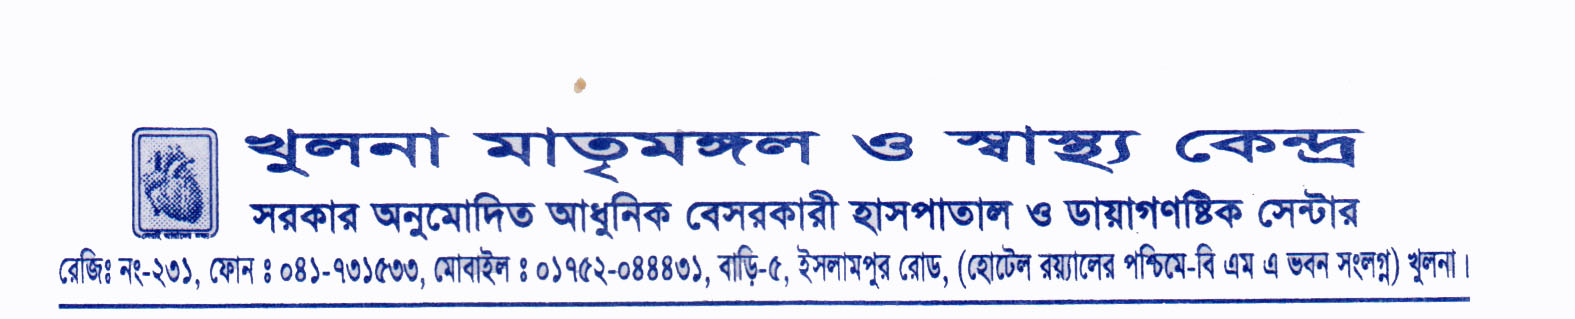 খুলনা মাতৃমঙ্গল ও স্বাস্থ্য কেন্দ্র
সরকার অনুমোদিত আধুনিক বেসরকারী হাসপাতাল ও ডায়াগণষ্টিক সেন্টার
রেজিঃ নং-২৩১, ফোন ঃ ০৪১-৭৩১৫৩৩, মোবাইল ঃ ০১৭৫২-০৪৪৪৩১, বাড়ি-৫, ইসলামপুর রোড, (হোটেল রয়্যালের পশ্চিমে-বি এম এ ভবন সংলগ্ন) খুলনা।